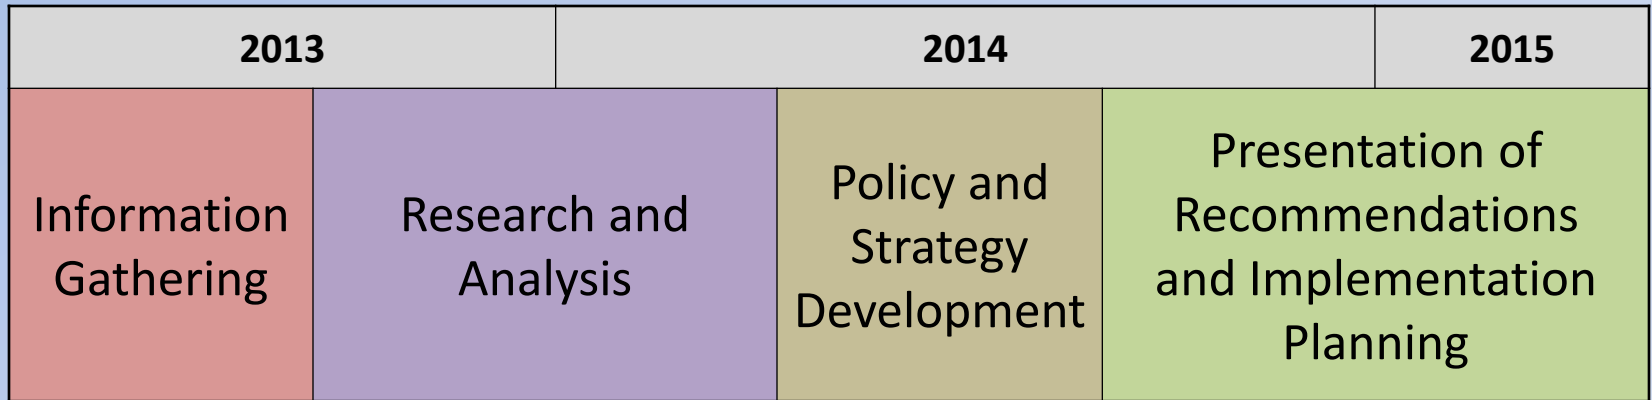 2013 2014 2015
Information
Gathering
Research and
Analysis
Policy and
Strategy
Development
Presentation of
Recommendations
and Implementation
Planning